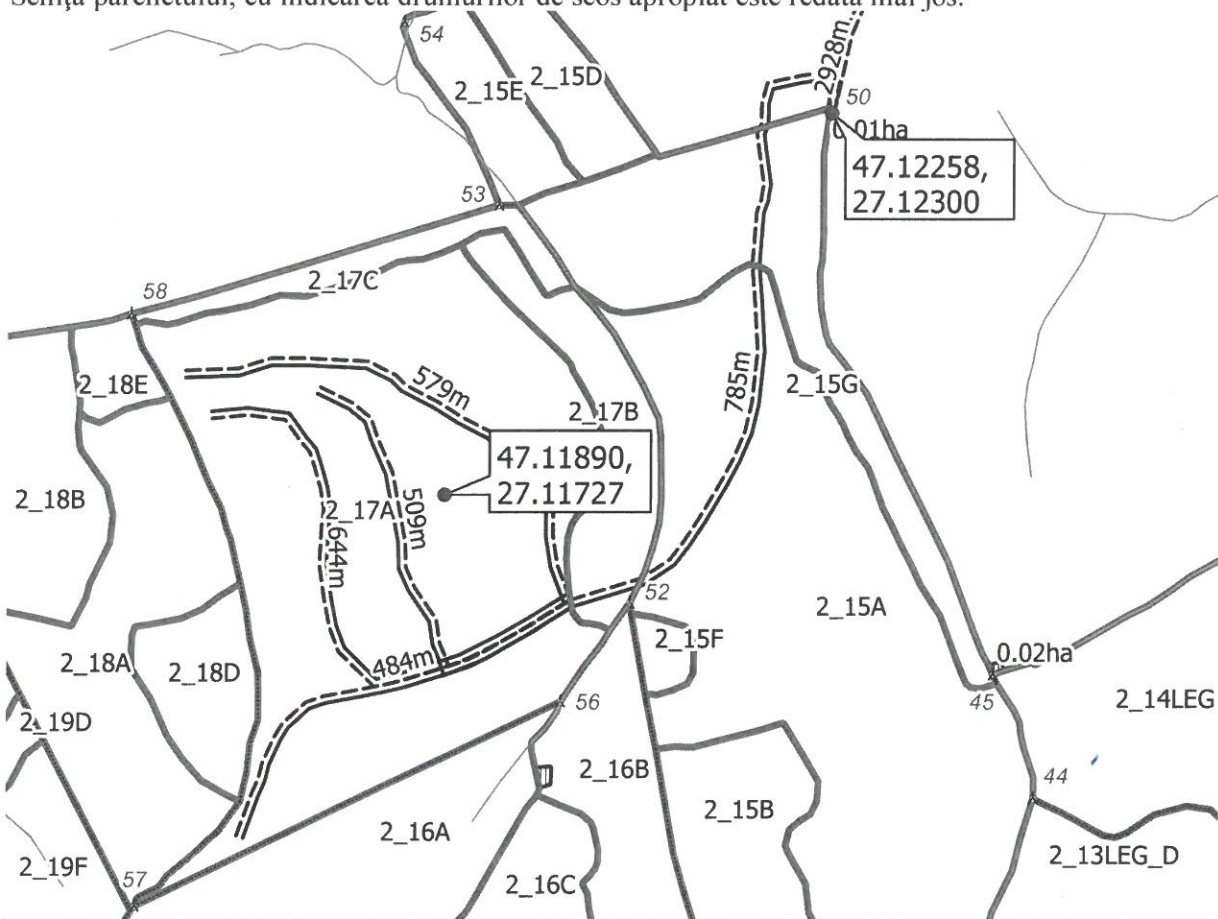 Schița parchetului, cu indicarea drumurilor de scos apropiat este redată mai jos:
54
2_15E
2_15D
2928m
50
0.01ha
47.12258,
27.12300
53
58
2_17C
2_18E
579m
2_17B
785m
2_15G
47.11890,
27.11727
2_18B
2_17A
509m
644m
52
2_15A
2_15F
2_18A
2_18D
484m
0.02ha
45
2_14LEG
2_19D
56
2_16B
44
2_15B
2_16A
2_13LEG_D
2_19F
57
2_16C